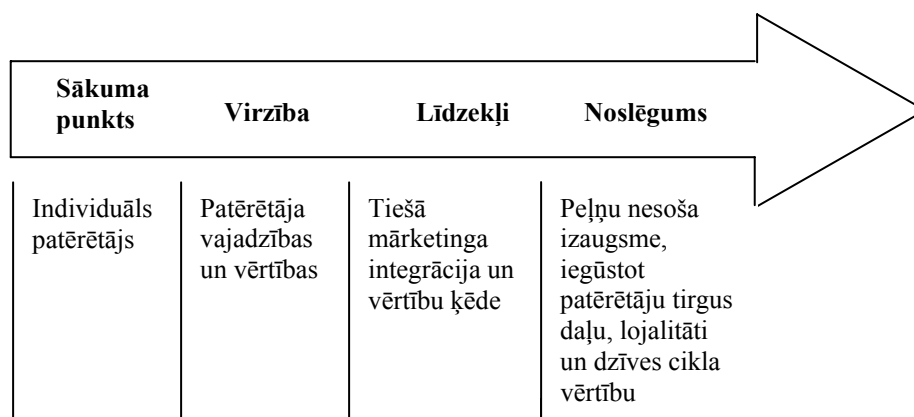 Sākuma
punkts
Virzība
Līdzekļi
Noslēgums
Individuāls
patērētājs
Patērētāja
vajadzības
un vērtības
Tiešā
mārketinga
integrācija un
vērtību ķēde
Peļņu nesoša
izaugsme,
iegūstot
patērētāju tirgus
daļu, lojalitāti
un dzīves cikla
vērtību